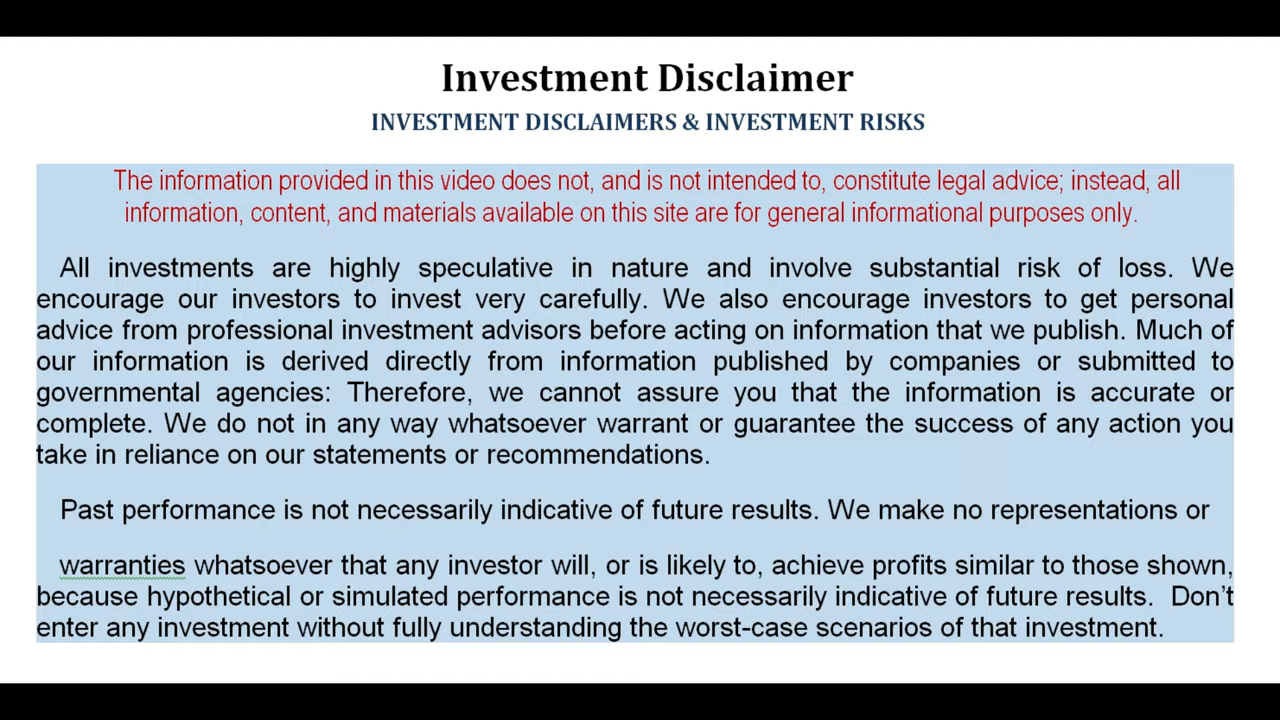 Investment Disclaimer
INVESTMENT DISCLAIMERS & INVESTMENT RISKS
The information provided in this video does not, and is not intended to, constitute legal advice; instead, all
information, content, and materials available on this site are for general informational purposes only.
All investments are highly speculative in nature and involve substantial risk of loss. We
encourage our investors to invest very carefully. We also encourage investors to get personal
advice from professional investment advisors before acting on information that we publish. Much of
our information is derived directly from information published by companies or submitted to
governmental agencies: Therefore, we cannot assure you that the information is accurate or
complete. We do not in any way whatsoever warrant or guarantee the success of any action you
take in reliance on our statements or recommendations.
Past performance is not necessarily indicative of future results. We make no representations or
warranties whatsoever that any investor will, or is likely to, achieve profits similar to those shown,
because hypothetical or simulated performance is not necessarily indicative of future results.  Don’t
enter any investment without fully understanding the worst-case scenarios of that investment.